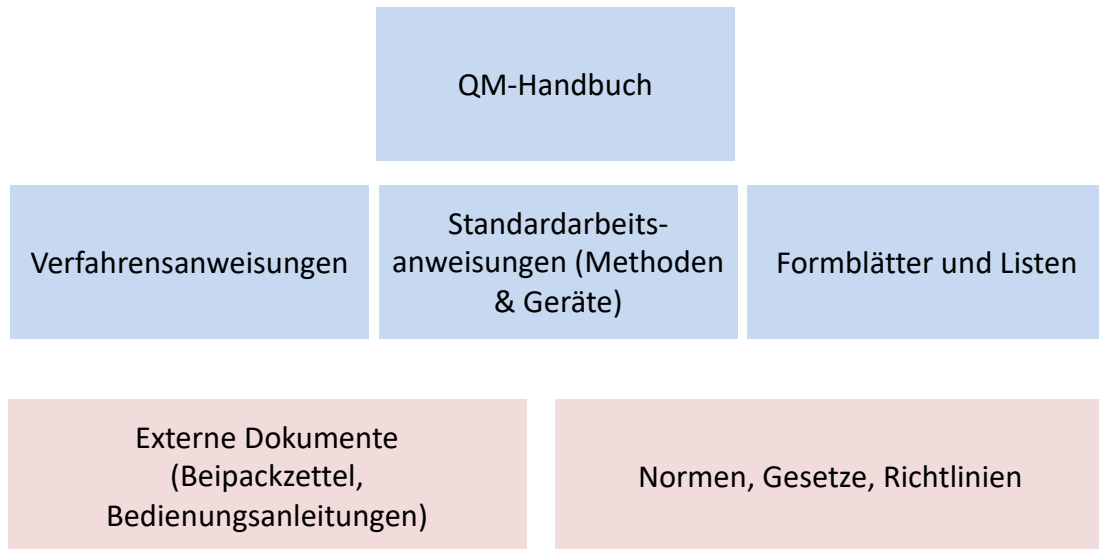 QM-Handbuch
Verfahrensanweisungen
Standardarbeits-
anweisungen (Methoden
& Geräte)
Formblätter und Listen
Externe Dokumente
(Beipackzettel,
Bedienungsanleitungen)
Normen, Gesetze, Richtlinien